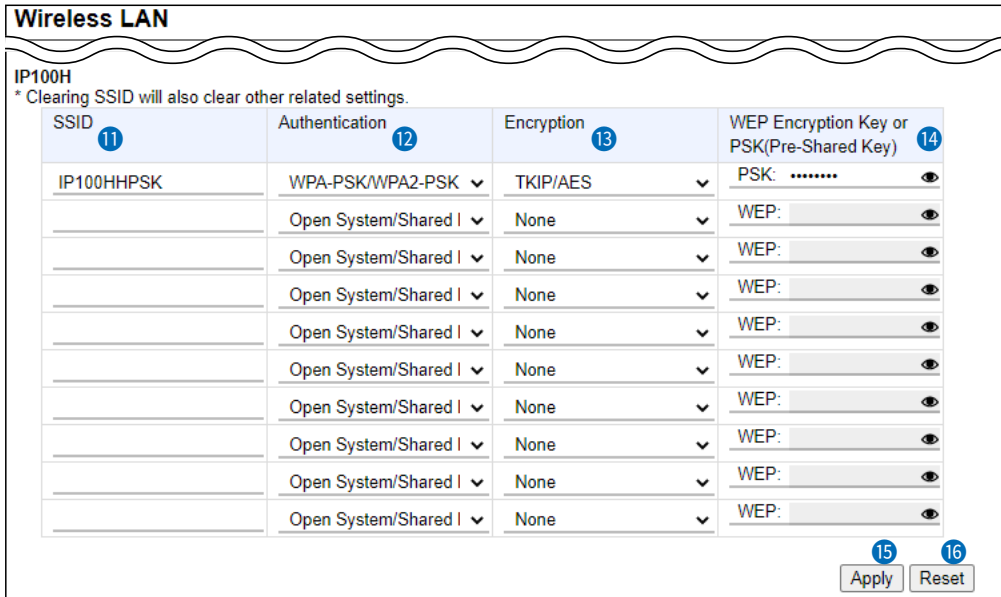 Wireless LAN
IP100H
* Clearing SSID will also clear other related settings.
SSID 11 Authentication 12 Encryption 13 WEP Encryption Key or PSK(Pre-Shared Key) 14
IP100HHPSK WPA-PSK/WPA2-PSK TKIP/AES PSK: ••••••••
Open System/Shared I None WEP:
Open System/Shared I None WEP:
Open System/Shared I None WEP:
Open System/Shared I None WEP:
Open System/Shared I None WEP:
Open System/Shared I None WEP:
Open System/Shared I None WEP:
Open System/Shared I None WEP:
Open System/Shared I None WEP:
15 16
Apply Reset